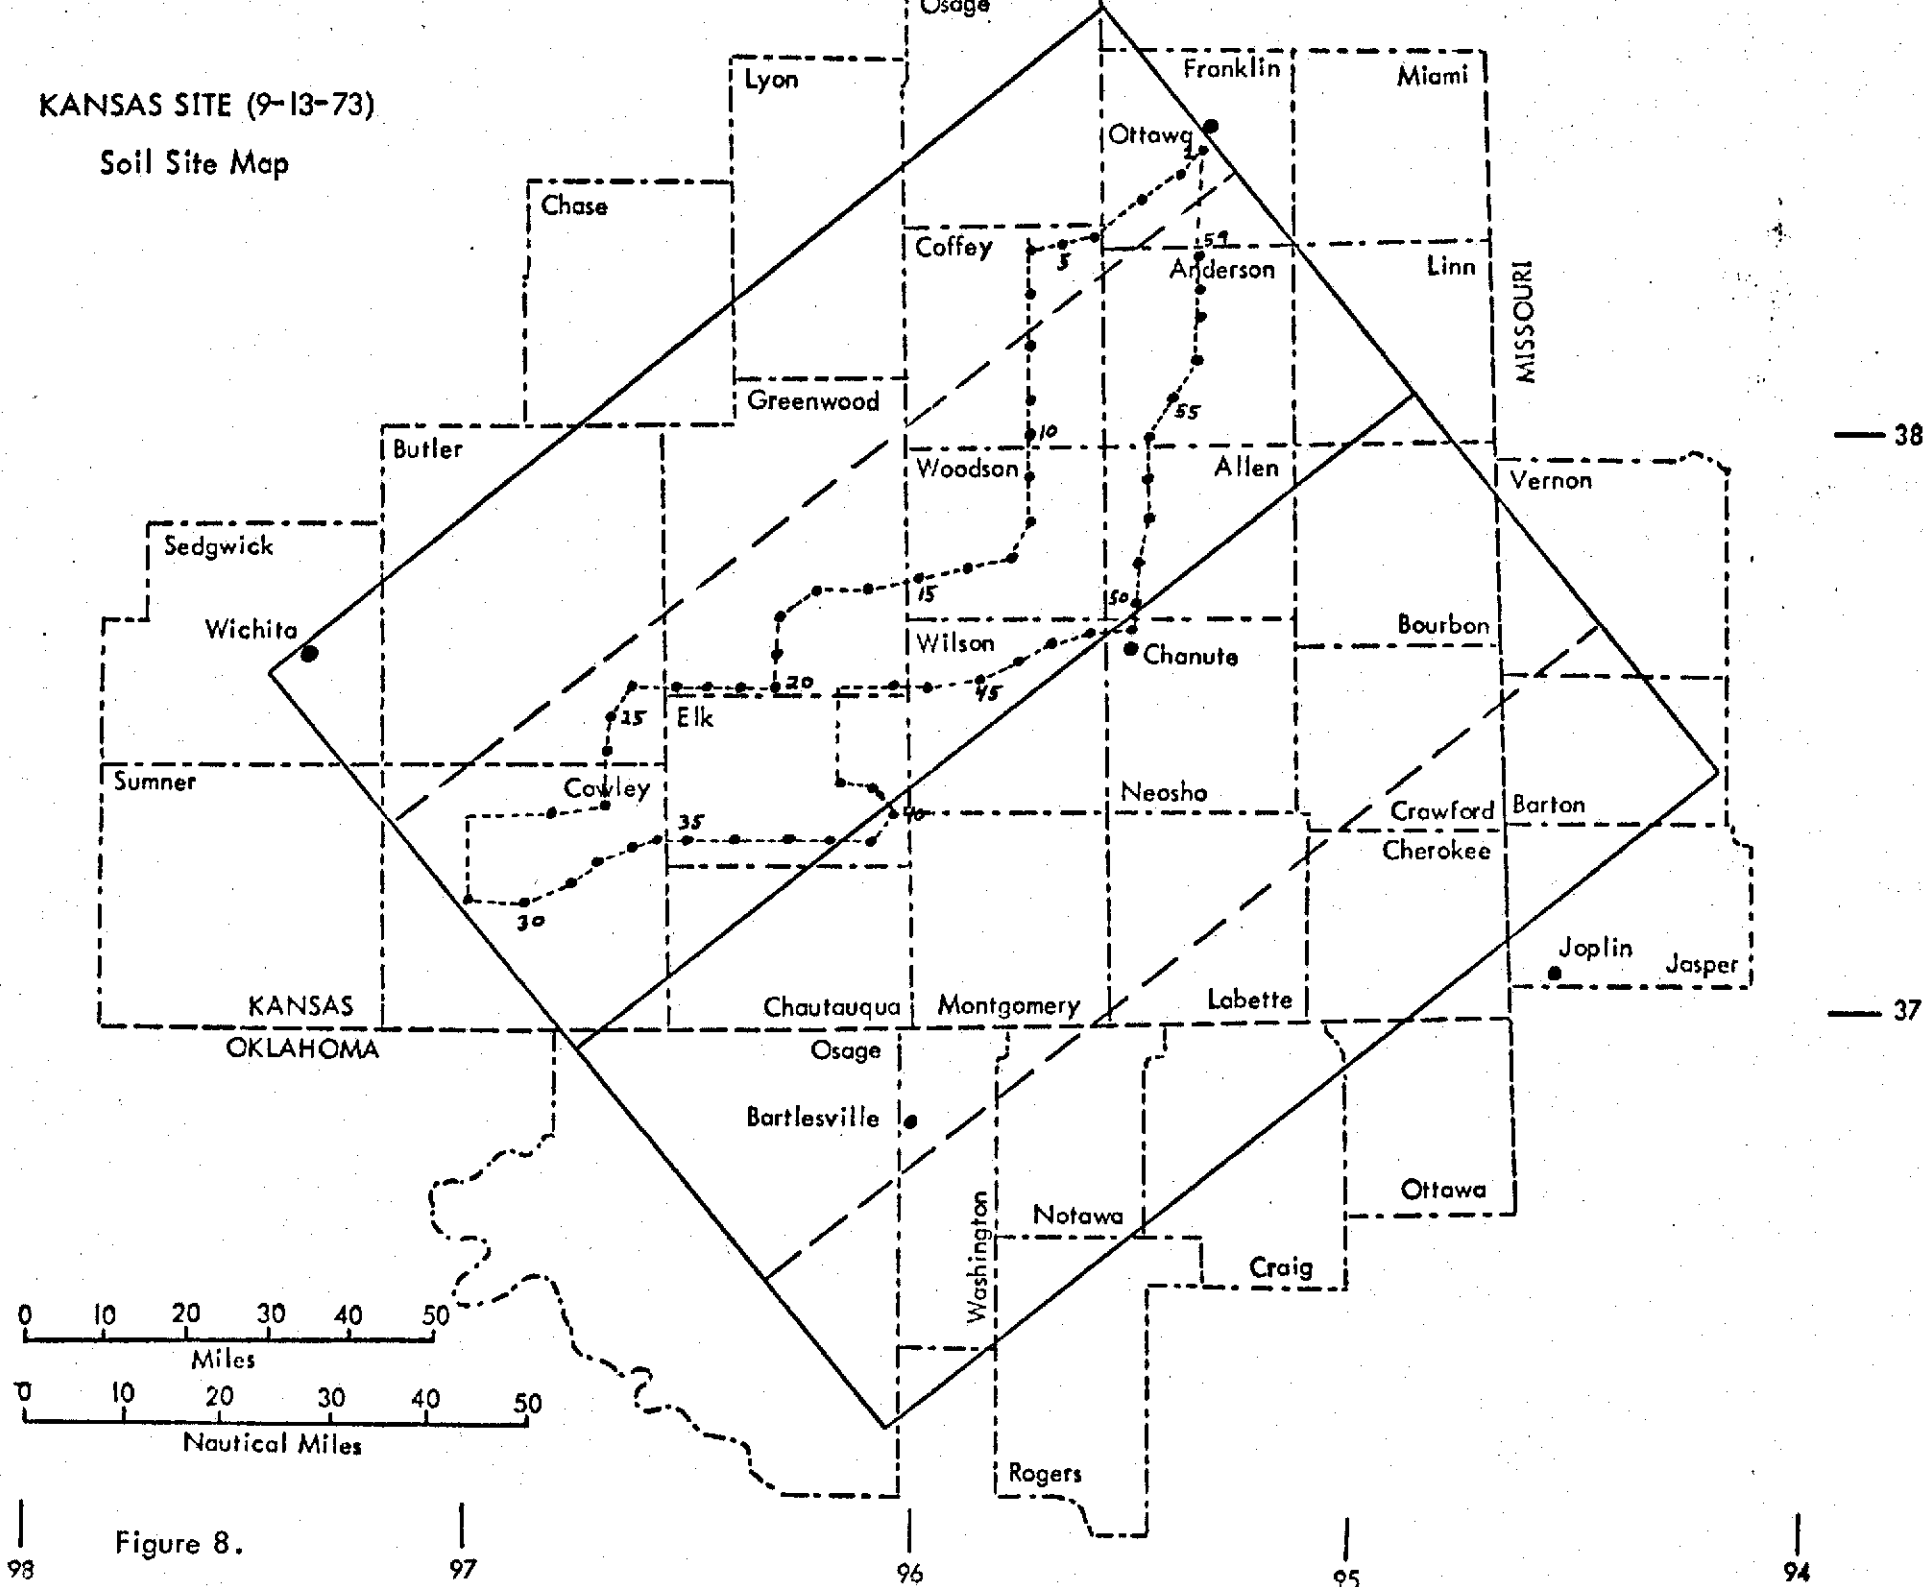 Osage
KANSAS SITE (9-13-73)
Soil Site Map
Lyon
Franklin
Miami
Ottawa
1
Chase
Coffey
5
59
Anderson
Linn
MISSOURI
Greenwood
55
38
Butler
10
Woodson
Allen
Vernon
Sedgwick
15
50
Wichita
Wilson
Bourbon
Chanute
20
45
25
Elk
Sumner
Cowley
40
Neosho
Crawford
Barton
35
Cherokee
30
Joplin
Jasper
KANSAS
Chautauqua
Montgomery
Labette
37
OKLAHOMA
Osage
Bartlesville
Washington
Notawa
Ottawa
Craig
0 10 20 30 40 50
Miles
0 10 20 30 40 50
Nautical Miles
Rogers
Figure 8.
98 97 96 95 94